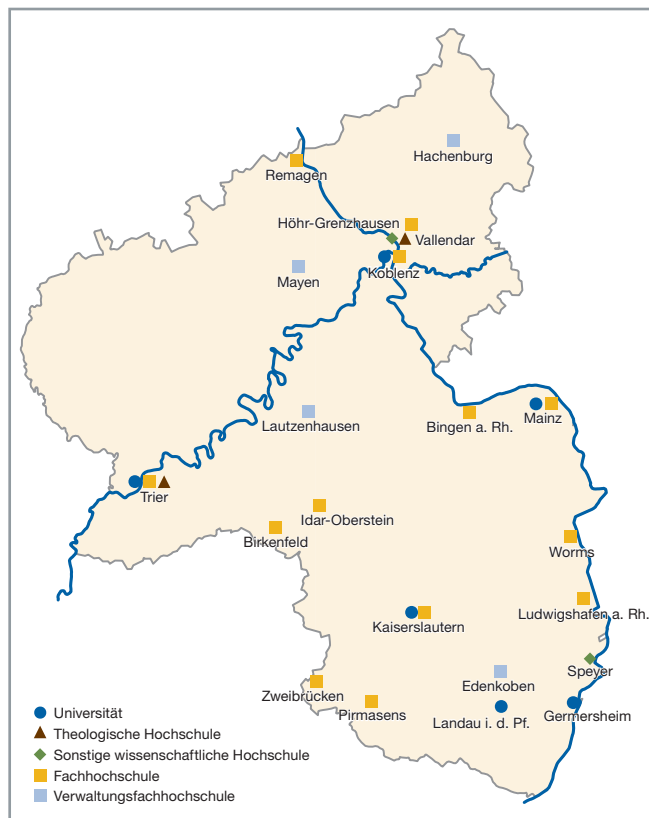 Hachenburg
Remagen
Höhr-Grenzhausen
Vallendar
Koblenz
Mayen
Lautzenhausen
Bingen a. Rh.
Mainz
Trier
Idar-Oberstein
Birkenfeld
Worms
Ludwigshafen a. Rh.
Kaiserslautern
Speyer
Edenkoben
Zweibrücken
Pirmasens
Landau i. d. Pf.
Germersheim
Universität
Theologische Hochschule
Sonstige wissenschaftliche Hochschule
Fachhochschule
Verwaltungsfachhochschule